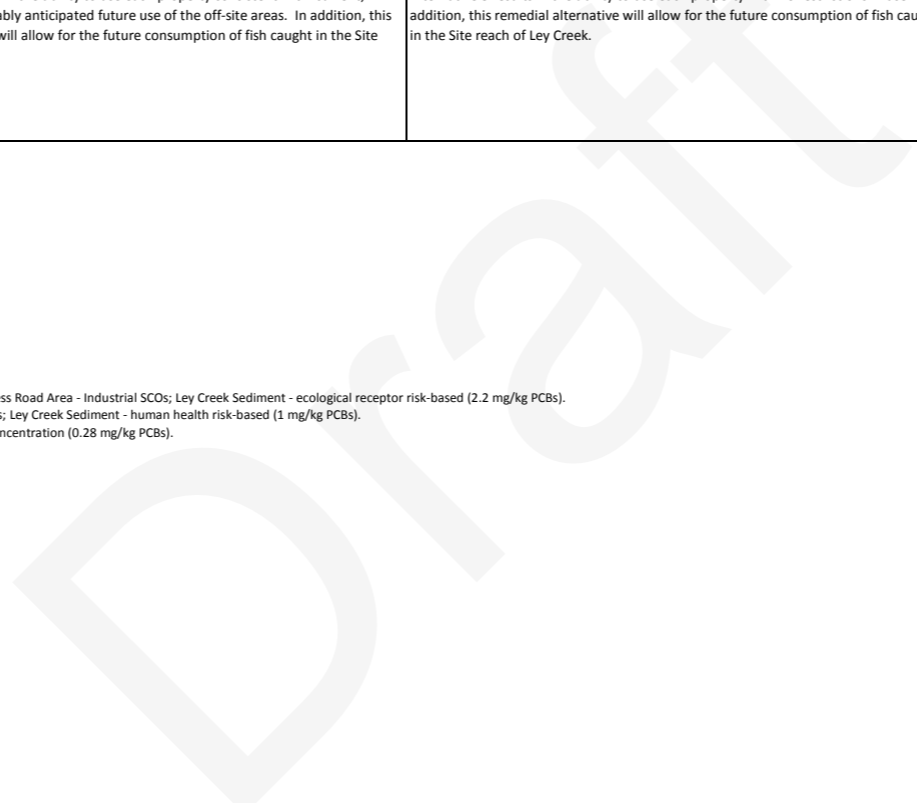 ably anticipated future use of the off-site areas. In addition, this
will allow for the future consumption of fish caught in the Site
addition, this remedial alternative will allow for the future consumption of fish cau
in the Site reach of Ley Creek.
ss Road Area - Industrial SCOs; Ley Creek Sediment - ecological receptor risk-based (2.2 mg/kg PCBs).
s; Ley Creek Sediment - human health risk-based (1 mg/kg PCBs).
ncentration (0.28 mg/kg PCBs).
Draft